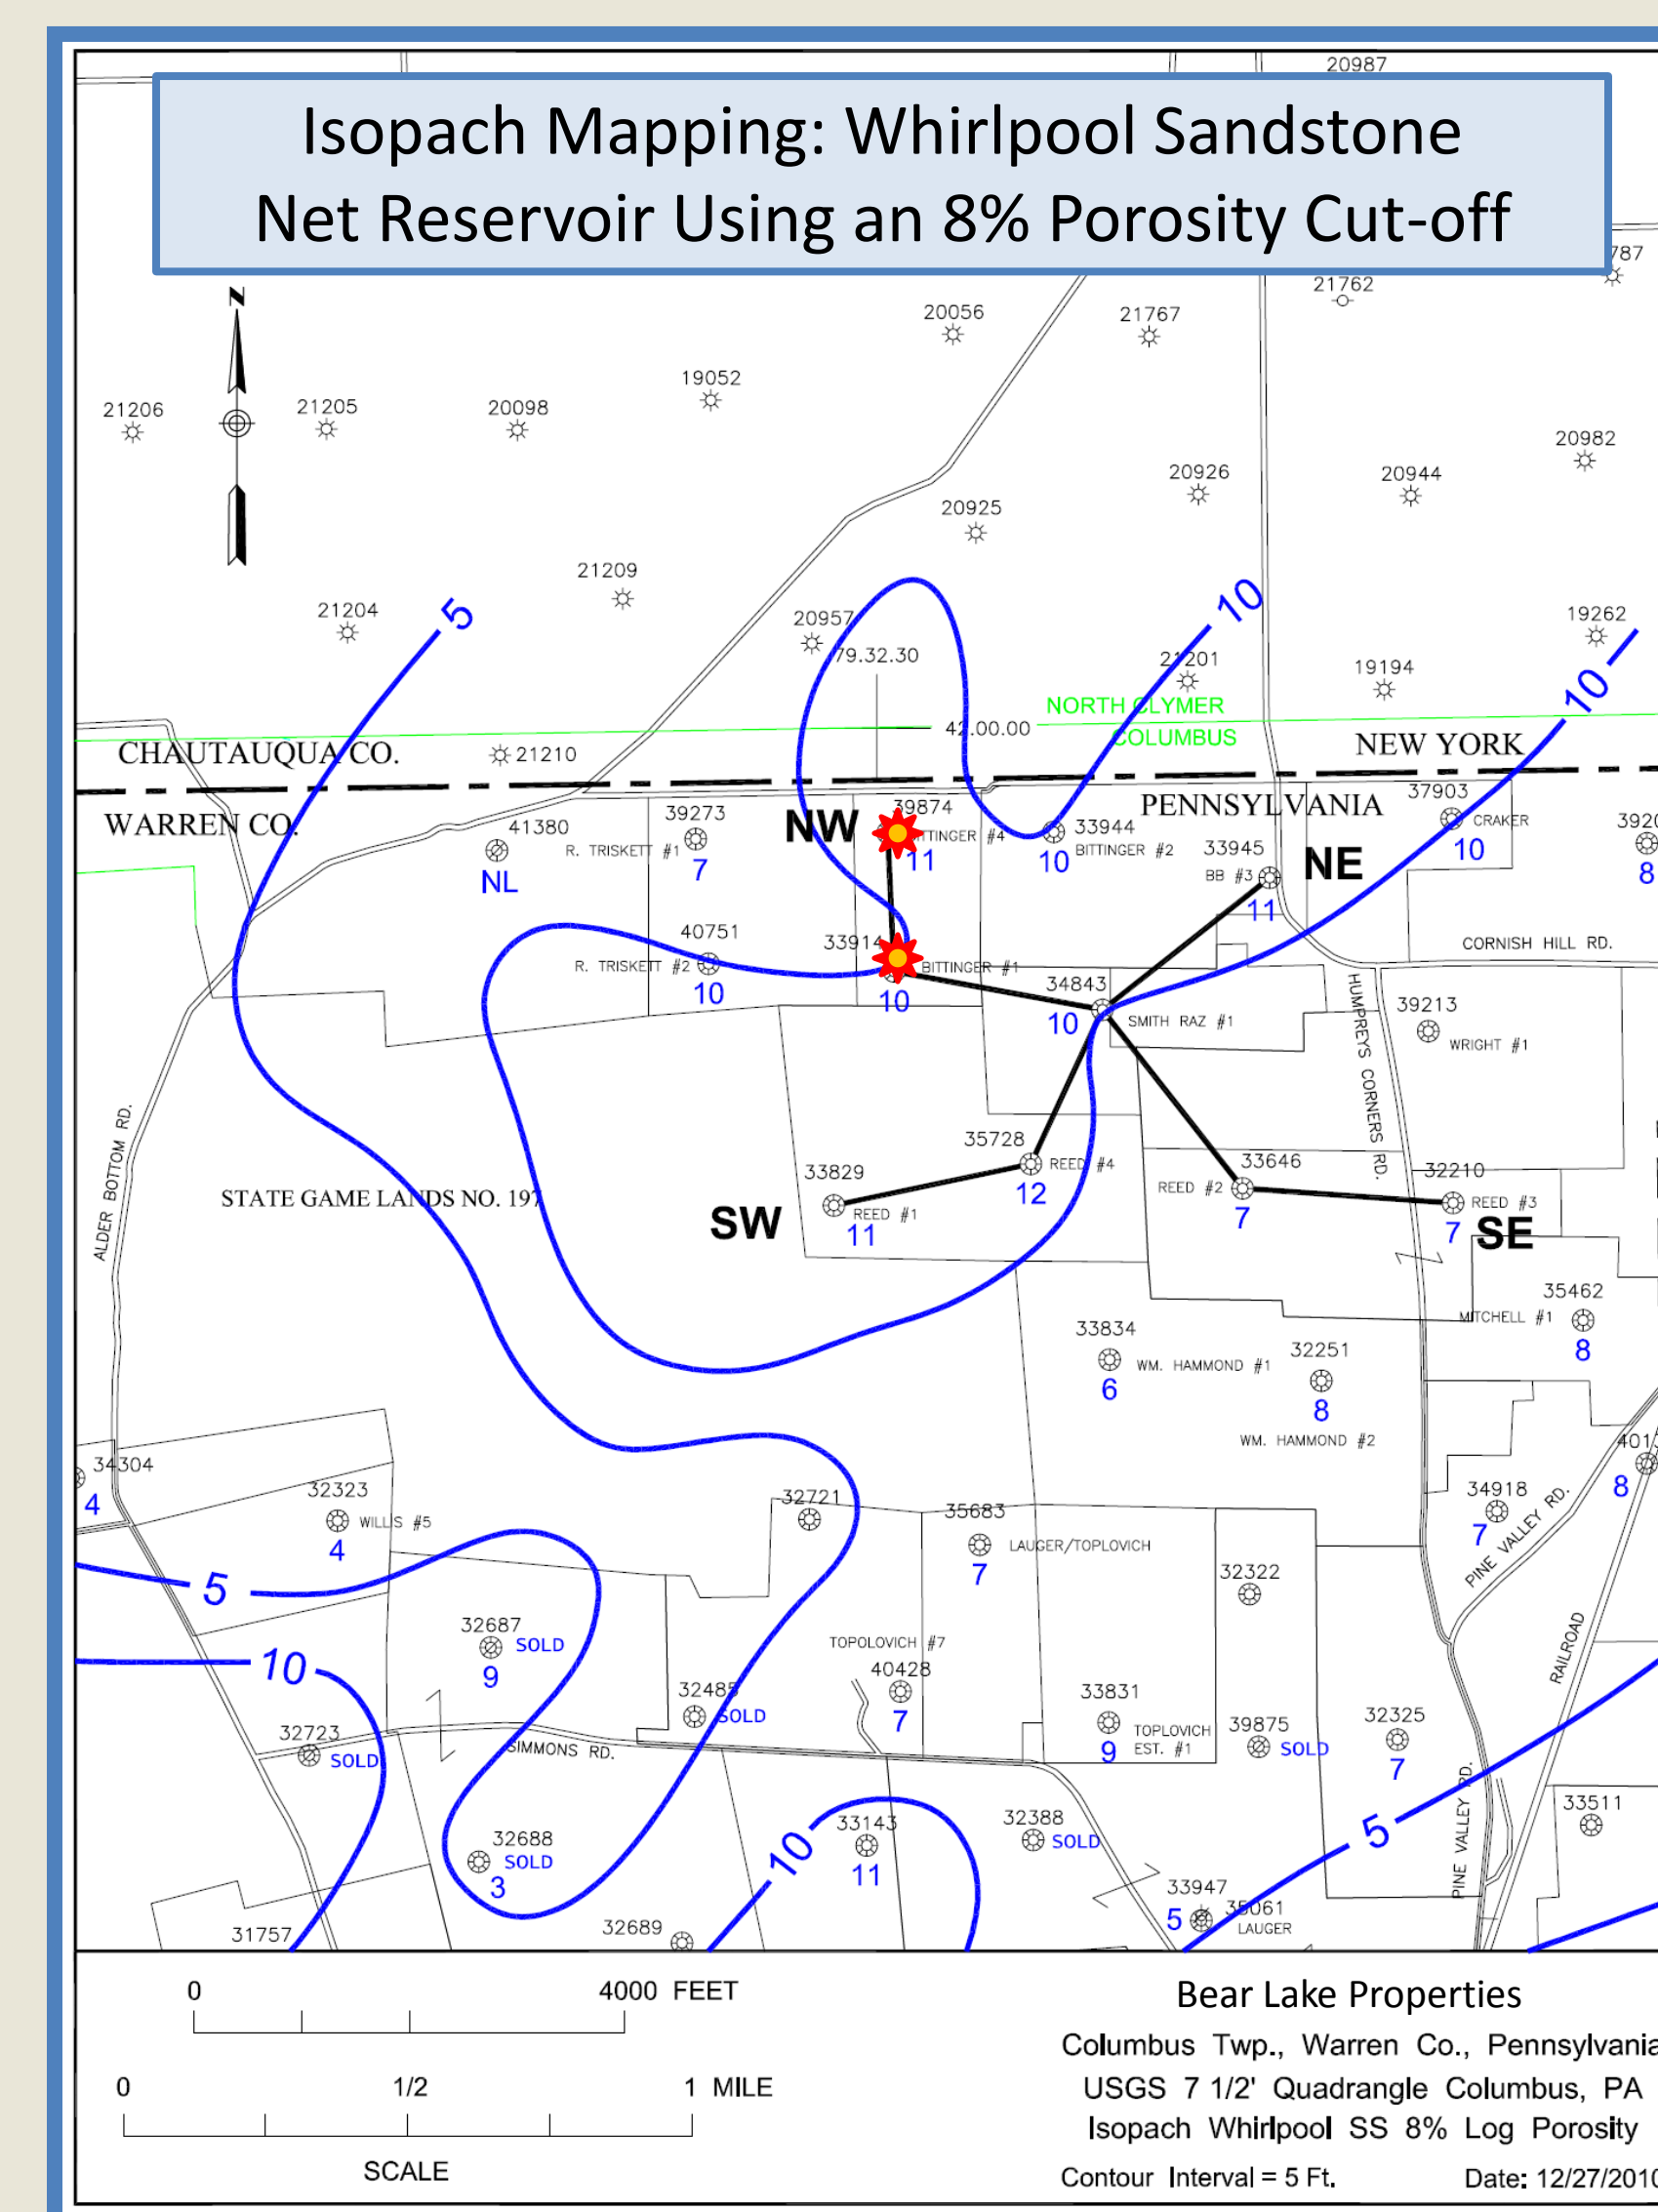 20987
Isopach Mapping: Whirlpool Sandstone
Net Reservoir Using an 8% Porosity Cut-off
787
21762
N
20056
21767
19052
21206
21205
20098
20982
20926
20944
20925
21209
21204
5
20957
10
19262
79.32.30
21201
19194
10
NORTH CLYMER
42.00.00
COLUMBUS
CHAUTAUQUA CO.
21210
NEW YORK
WARREN CO.
39273
NW
39874
PENNSYLVANIA
37903
41380
R. TRISKETT #1
7
BITTINGER #4
11
33944
10
BITTINGER #2
33945
BB #3
11
NE
CRAKER
10
8
NL
40751
R. TRISKETT #2
10
33914
BITTINGER #1
10
CORNISH HILL RD.
34843
10
SMITH RAZ #1
HUMPREYS CORNERS RD.
39213
WRIGHT #1
ALDER BOTTOM RD.
35728
REED #4
12
33829
REED #1
11
33646
REED #2
7
32210
REED #3
7
STATE GAME LANDS NO. 197
SW
SE
35462
MITCHELL #1
8
33834
WM. HAMMOND #1
6
32251
8
WM. HAMMOND #2
34304
4
32323
WILLIS #5
4
32721
35683
LAUGER/TOPLOVICH
7
34918
7
PINE VALLEY RD.
8
5
32322
10
32687
SOLD
9
TOPOLOVICH #7
40428
7
RAILROAD
32485
SOLD
33831
TOPLOVICH
EST. #1
9
39875
SOLD
32325
7
32723
SOLD
SIMMONS RD.
PINE VALLEY RD.
10
33143
11
32388
SOLD
5
33511
32688
SOLD
3
33947
5
35061
LAUGER
31757
32689
0
4000 FEET
0
1/2
1 MILE
SCALE
Bear Lake Properties
Columbus Twp., Warren Co., Pennsylvania
USGS 7 1/2' Quadrangle Columbus, PA
Isopach Whirlpool SS 8% Log Porosity
Contour Interval = 5 Ft.
Date: 12/27/2010